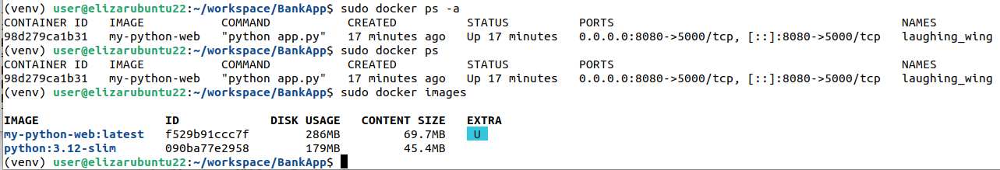 (venv) user@elizarubuntu22:~/workspace/BankApp$ sudo docker ps -a
CONTAINER ID   IMAGE           COMMAND           CREATED          STATUS          PORTS                                         NAMES
98d279ca1b31   my-python-web   "python app.py"   17 minutes ago   Up 17 minutes   0.0.0.0:8080->5000/tcp, [::]:8080->5000/tcp   laughing_wing
(venv) user@elizarubuntu22:~/workspace/BankApp$ sudo docker ps
CONTAINER ID   IMAGE           COMMAND           CREATED          STATUS          PORTS                                         NAMES
98d279ca1b31   my-python-web   "python app.py"   17 minutes ago   Up 17 minutes   0.0.0.0:8080->5000/tcp, [::]:8080->5000/tcp   laughing_wing
(venv) user@elizarubuntu22:~/workspace/BankApp$ sudo docker images
IMAGE                  ID             DISK USAGE   CONTENT SIZE   EXTRA
my-python-web:latest   f529b91ccc7f        286MB         69.7MB    U
python:3.12-slim       090ba77e2958        179MB         45.4MB
(venv) user@elizarubuntu22:~/workspace/BankApp$